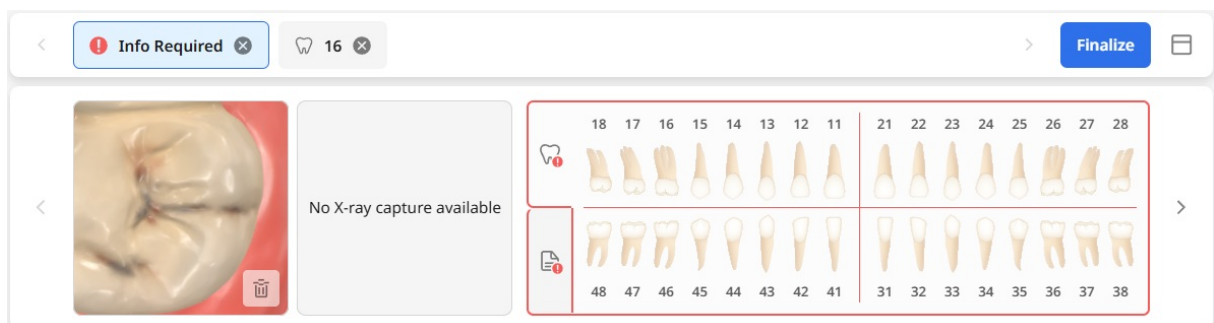 Info Required
16
Finalize
No X-ray capture available
18 17 16 15 14 13 12 11 21 22 23 24 25 26 27 28
48 47 46 45 44 43 42 41 31 32 33 34 35 36 37 38